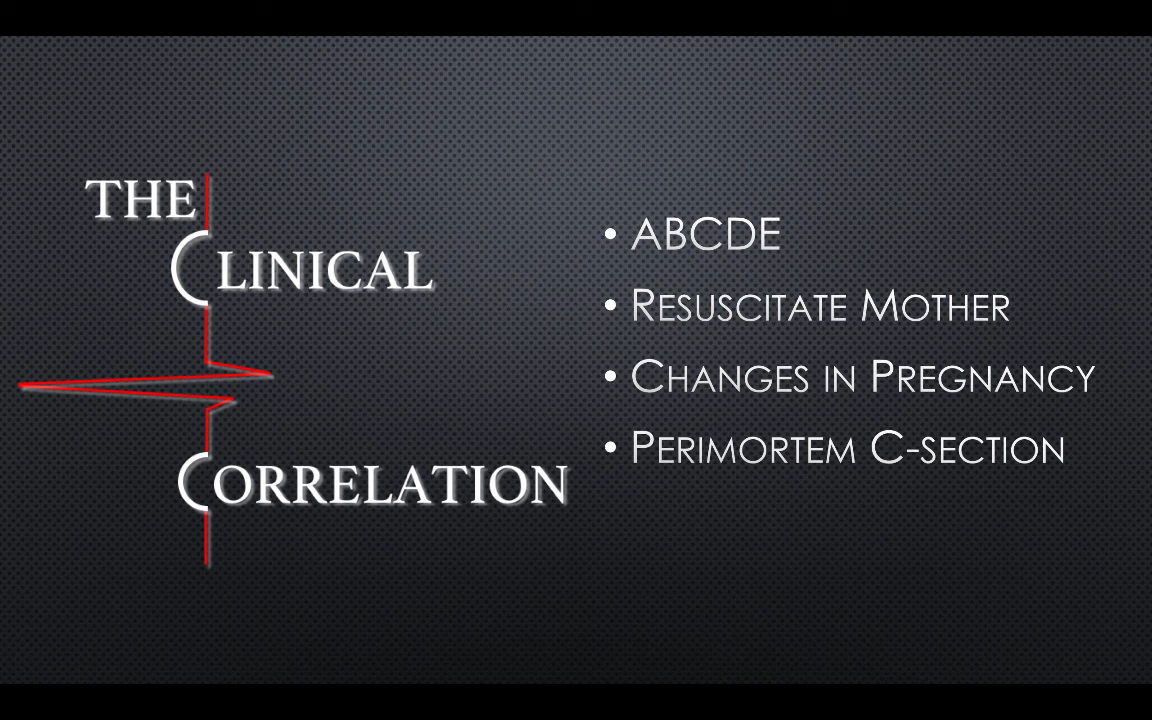 THE
CLINICAL
CORRELATION
• ABCDE
• RESUSCITATE MOTHER
• CHANGES IN PREGNANCY
• PERIMORTEM C-SECTION